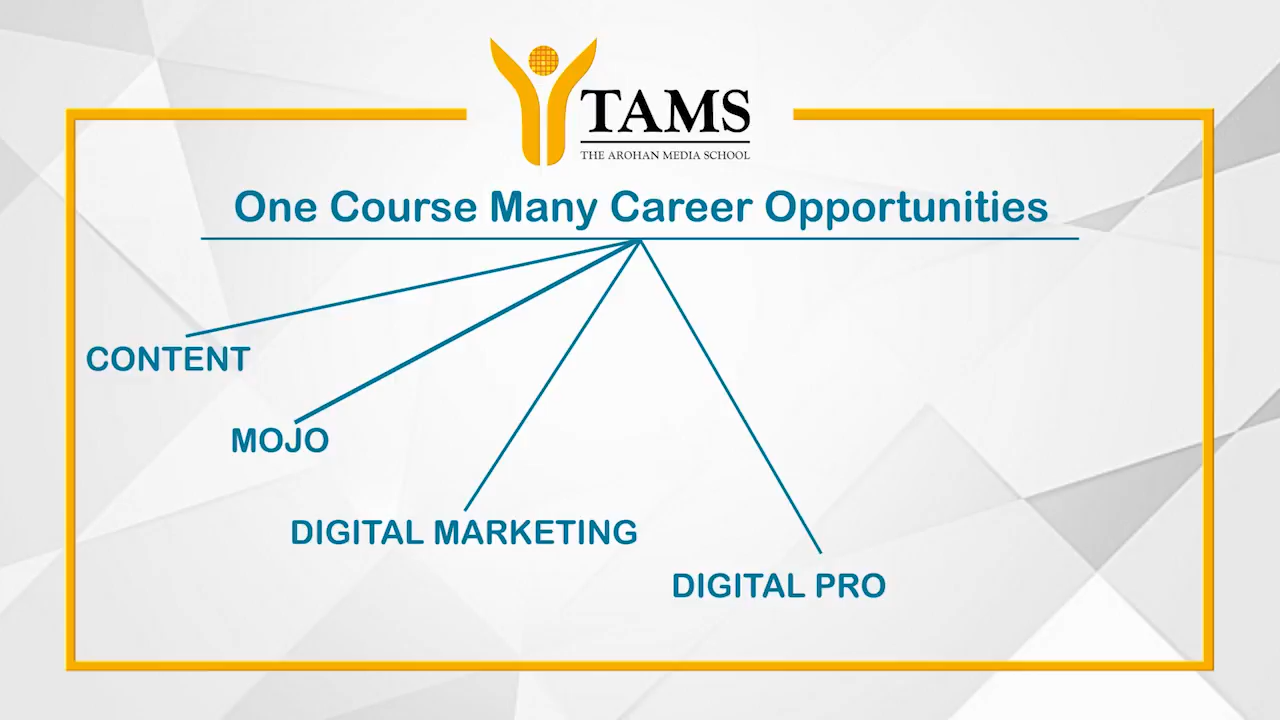 TAMS
THE AROHAN MEDIA SCHOOL
One Course Many Career Opportunities
CONTENT
MOJO
DIGITAL MARKETING
DIGITAL PRO